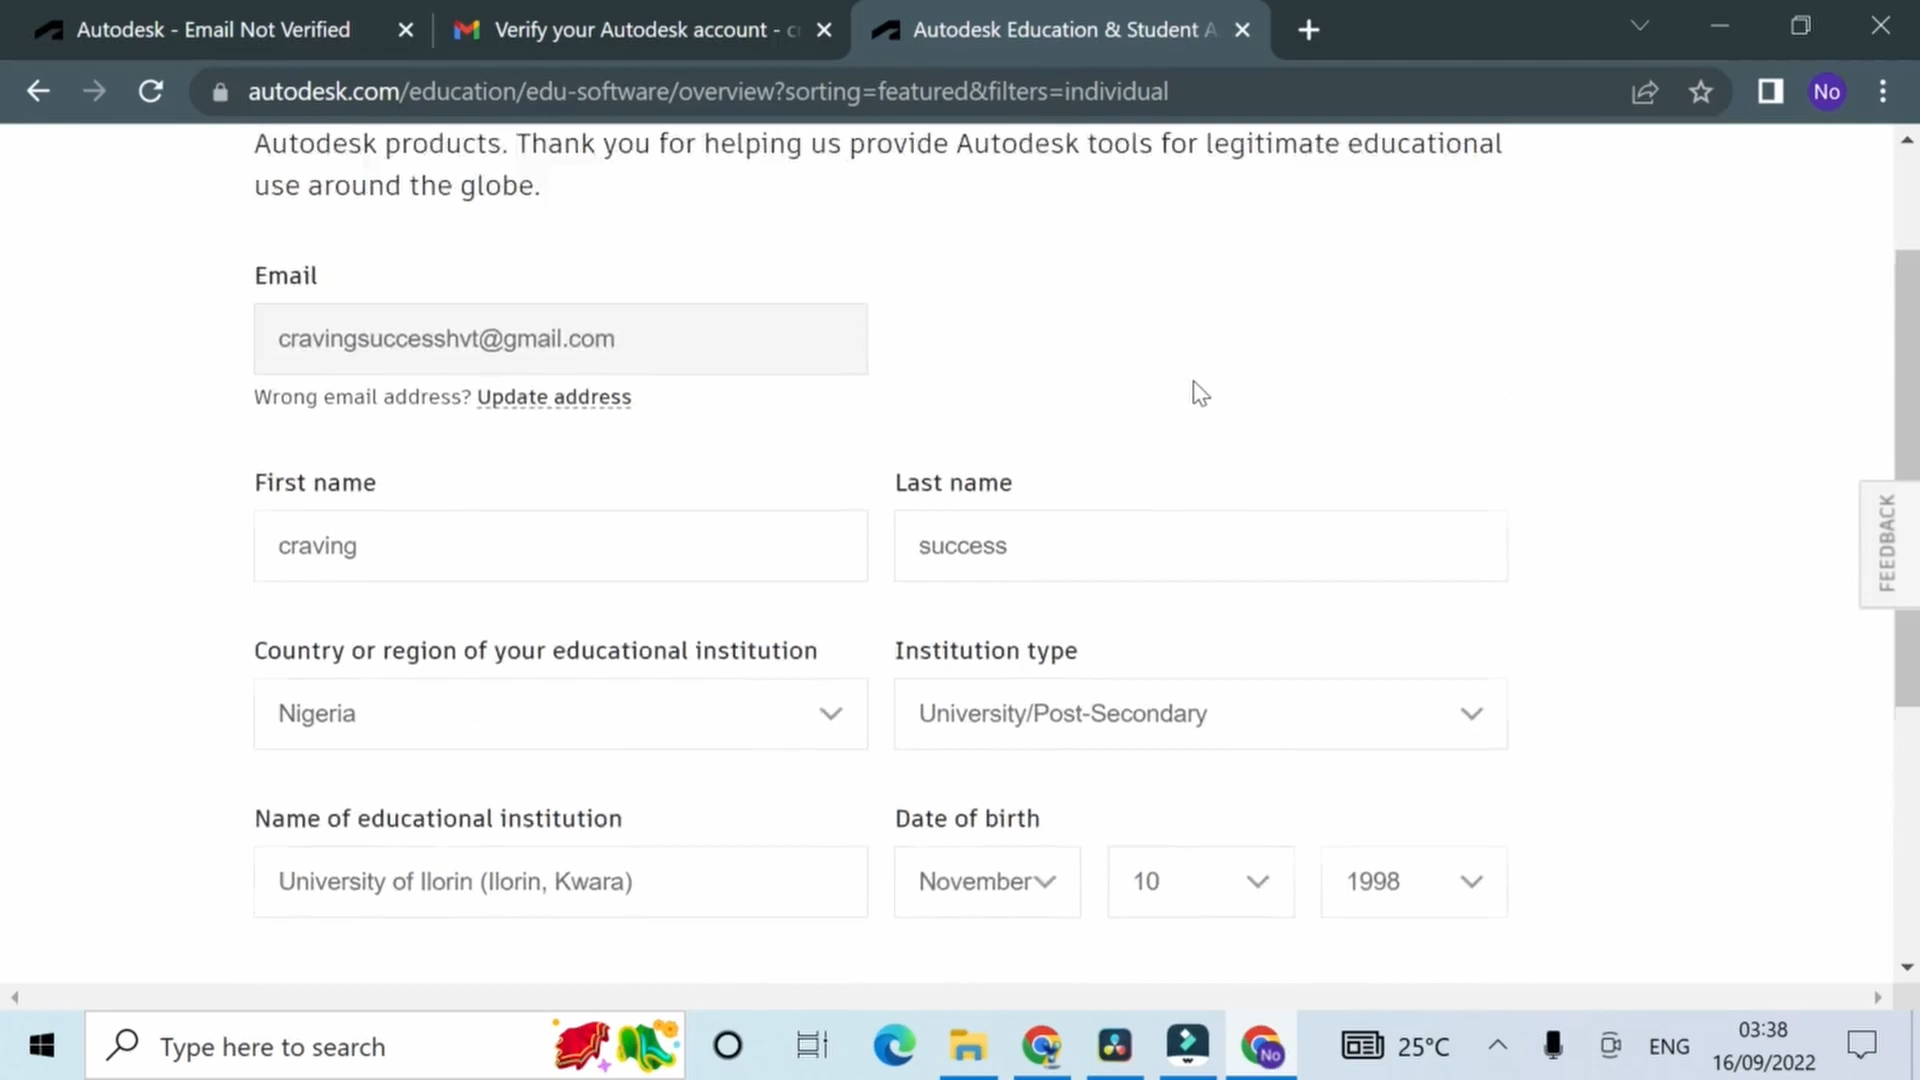 Autodesk - Email Not Verified
Verify your Autodesk account - c
Autodesk Education & Student A
autodesk.com/education/edu-software/overview?sorting=featured&filters=individual
No
Autodesk products. Thank you for helping us provide Autodesk tools for legitimate educational
use around the globe.
Email
cravingsuccesshvt@gmail.com
Wrong email address? Update address
First name
Last name
craving
success
FEEDBACK
Country or region of your educational institution
Institution type
Nigeria
University/Post-Secondary
Name of educational institution
Date of birth
University of Ilorin (Ilorin, Kwara)
November
10
1998
Type here to search
No
25°C
ENG
03:38
16/09/2022